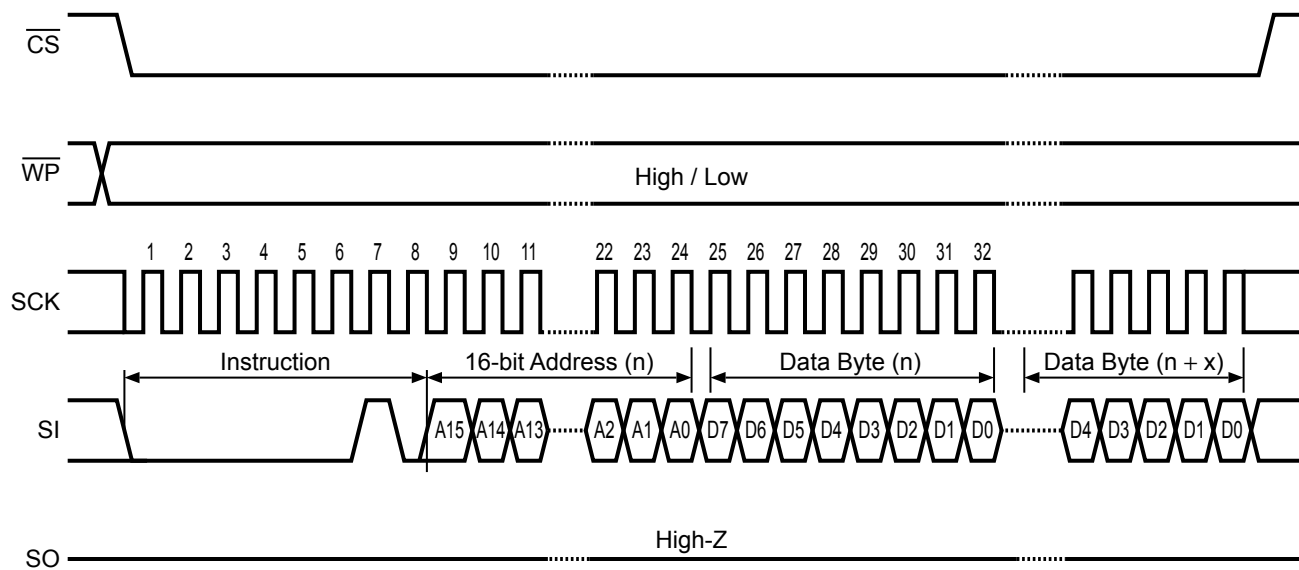 CS
WP
High / Low
1 2 3 4 5 6 7 8 9 10 11 22 23 24 25 26 27 28 29 30 31 32
SCK
Instruction 16-bit Address (n) Data Byte (n) Data Byte (n + x)
SI A15 A14 A13 A2 A1 A0 D7 D6 D5 D4 D3 D2 D1 D0 D4 D3 D2 D1 D0
High-Z
SO